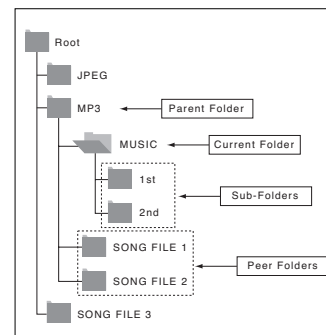 Root
JPEG
MP3
Parent Folder
MUSIC
Current Folder
1st
Sub-Folders
2nd
SONG FILE 1
Peer Folders
SONG FILE 2
SONG FILE 3